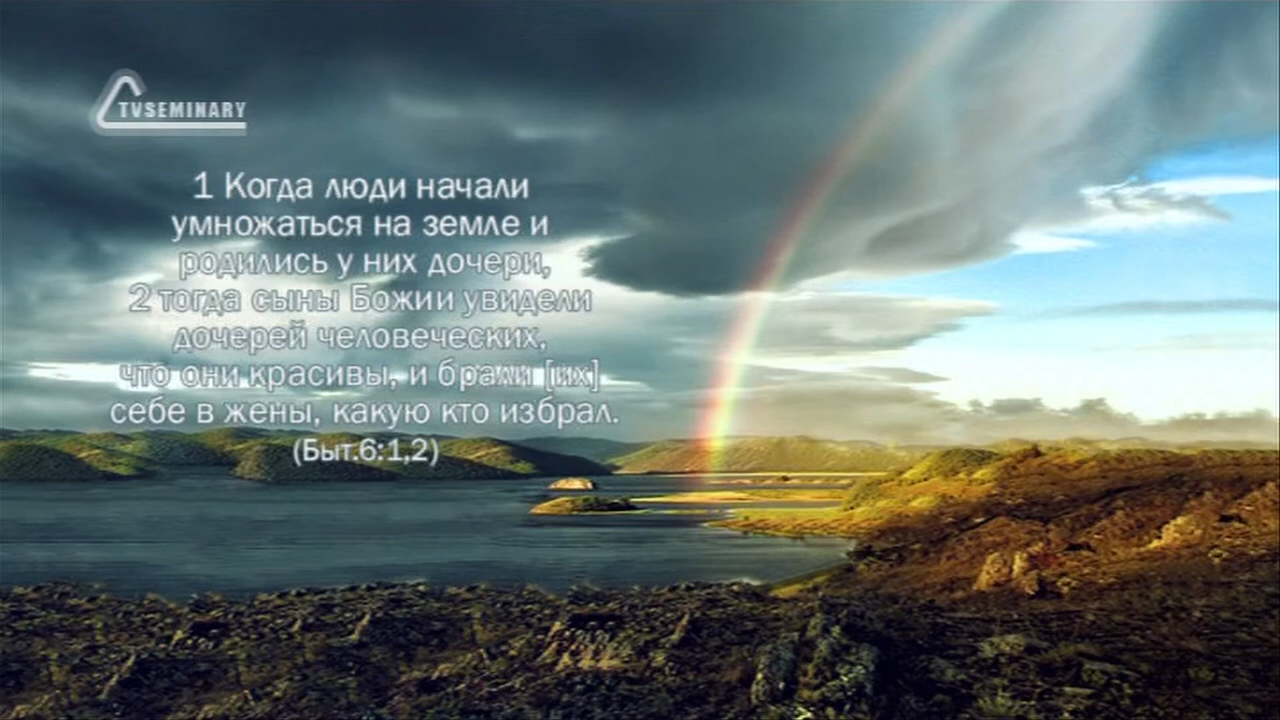 TVSEMINARY
1 Когда люди начали
умножаться на земле и
родились у них дочери,
2 тогда сыны Божии увидели
дочерей человеческих,
что они красивы, и брали [их]
себе в жены, какую кто избрал.
(Быт.6:1,2)